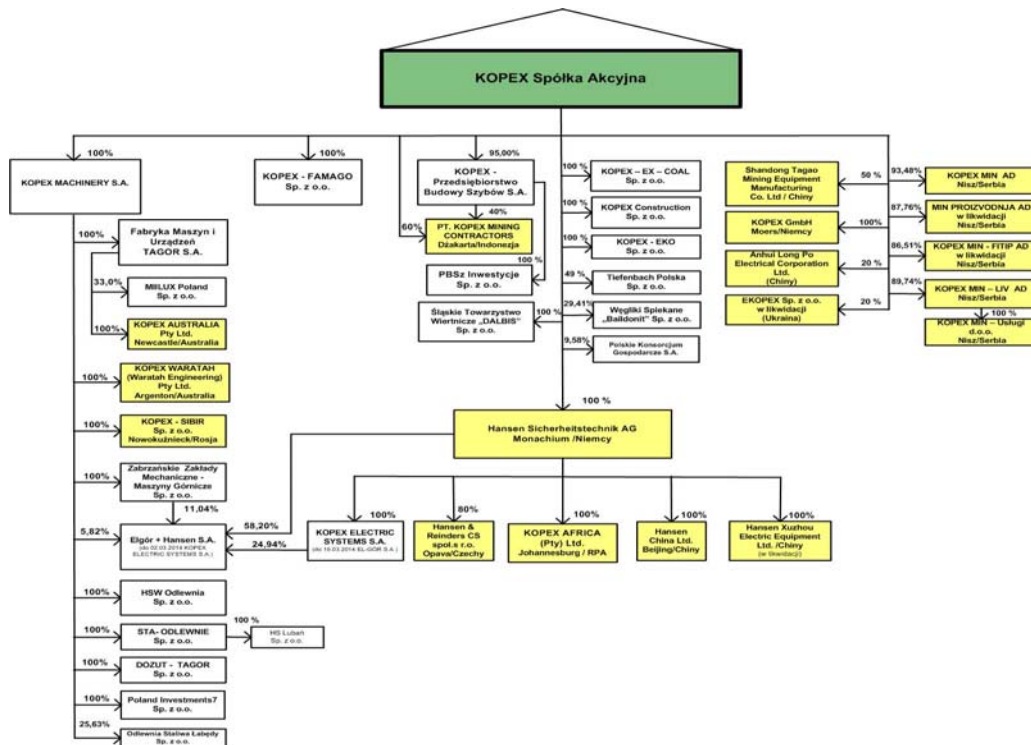 KOPEX Spółka Akcyjna
100%
KOPEX MACHINERY S.A.
100%
KOPEX - FAMAGO
Sp. z o.o.
95,00%
KOPEX -
Przedsiębiorstwo
Budowy Szybów S.A.
60%
40%
PT. KOPEX MINING
CONTRACTORS
Dżakarta/Indonezja
100 %
PBSz Inwestycje
Sp. z o.o.
Śląskie Towarzystwo
Wiertnicze „DALBIS”
Sp. z o.o.
100 %
100 %
KOPEX – EX – COAL
Sp. z o.o.
100%
KOPEX Construction
Sp. z o.o.
100%
KOPEX - EKO
Sp. z o.o.
49 %
Tiefenbach Polska
Sp. z o.o.
29,41%
Węgliki Spiekane
„Baildonit” Sp. z o.o.
9,58%
Polskie Konsorcjum
Gospodarcze S.A.
Shandong Tagao
Mining Equipment
Manufacturing
Co. Ltd / Chiny
50 %
KOPEX GmbH
Moers/Niemcy
100%
Anhui Long Po
Electrical Corporation
Ltd.
(Chiny)
20 %
EKOPEX Sp. z o.o.
w likwidacji
(Ukraina)
20 %
93,48%
KOPEX MIN AD
Nisz/Serbia
87,76%
MIN PROIZVODNJA AD
w likwidacji
Nisz/Serbia
86,51%
KOPEX MIN - FITIP AD
w likwidacji
Nisz/Serbia
89,74%
KOPEX MIN – LIV AD
Nisz/Serbia
100 %
KOPEX MIN – Usługi
d.o.o.
Nisz/Serbia
100%
Fabryka Maszyn i
Urządzeń
TAGOR S.A.
33,0%
MIILUX Poland
Sp. z o.o.
100%
KOPEX AUSTRALIA
Pty Ltd.
Newcastle/Australia
100%
KOPEX WARATAH
(Waratah Engineering)
Pty Ltd.
Argenton/Australia
100%
KOPEX - SIBIR
Sp. z o.o.
Nowokuźnieck/Rosja
100%
Zabrzańskie Zakłady
Mechaniczne -
Maszyny Górnicze
Sp. z o.o.
11,04%
5,82%
Elgór + Hansen S.A.
(do 02.03.2014 KOPEX
ELECTRIC SYSTEMS S.A.)
58,20%
24,94%
100 %
Hansen Sicherheitstechnik AG
Monachium /Niemcy
100%
KOPEX ELECTRIC
SYSTEMS S.A.
80%
Hansen &
Reinders CS
spol.s r.o.
Opava/Czechy
100%
KOPEX AFRICA
(Pty) Ltd.
Johannesburg / RPA
100%
Hansen
China Ltd.
Beijing/Chiny
100%
Hansen Xuzhou
Electric Equipment
Ltd. /Chiny
(w likwidacji)
100%
HSW Odlewnia
Sp. z o.o.
100%
STA- ODLEWNIE
Sp. z o.o.
100 %
HS Lubań
Sp. z o.o.
100%
DOZUT - TAGOR
Sp. z o.o.
100%
Poland Investments7
Sp. z o.o.
25,63%
Odlewnia Staliwa Łabędy
Sp. z o.o.